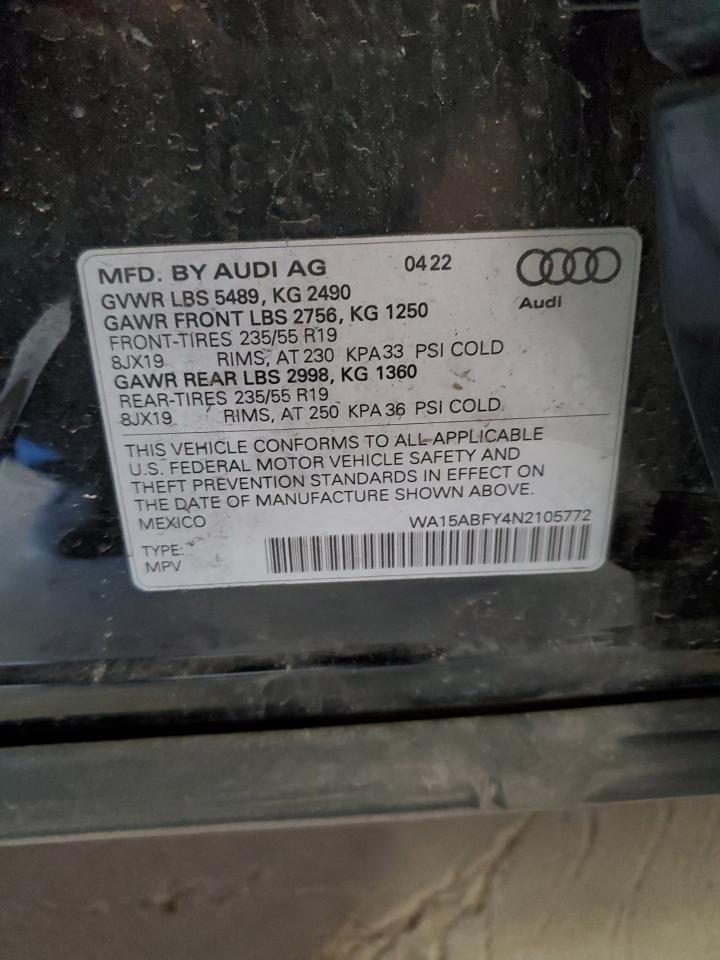 MFD. BY AUDI AG 04 22
Audi
GVWR LBS 5489, KG 2490
GAWR FRONT LBS 2756, KG 1250
FRONT-TIRES 235/55 R19
8JX19 RIMS, AT 230 KPA 33 PSI COLD
GAWR REAR LBS 2998, KG 1360
REAR-TIRES 235/55 R19
8JX19 RIMS, AT 250 KPA 36 PSI COLD
THIS VEHICLE CONFORMS TO ALL APPLICABLE
U.S. FEDERAL MOTOR VEHICLE SAFETY AND
THEFT PREVENTION STANDARDS IN EFFECT ON
THE DATE OF MANUFACTURE SHOWN ABOVE.
MEXICO WA15ABFY4N2105772
TYPE:
MPV